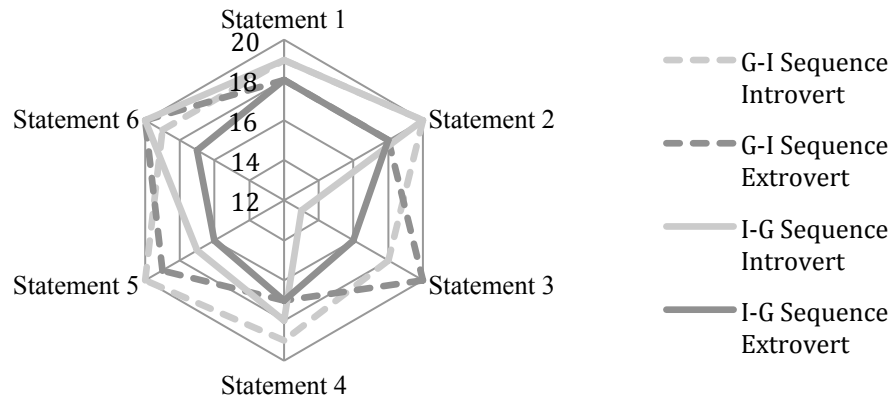 Statement 1
20
18
16
14
12
Statement 2
Statement 3
Statement 4
Statement 5
Statement 6
G-I Sequence
Introvert
G-I Sequence
Extrovert
I-G Sequence
Introvert
I-G Sequence
Extrovert